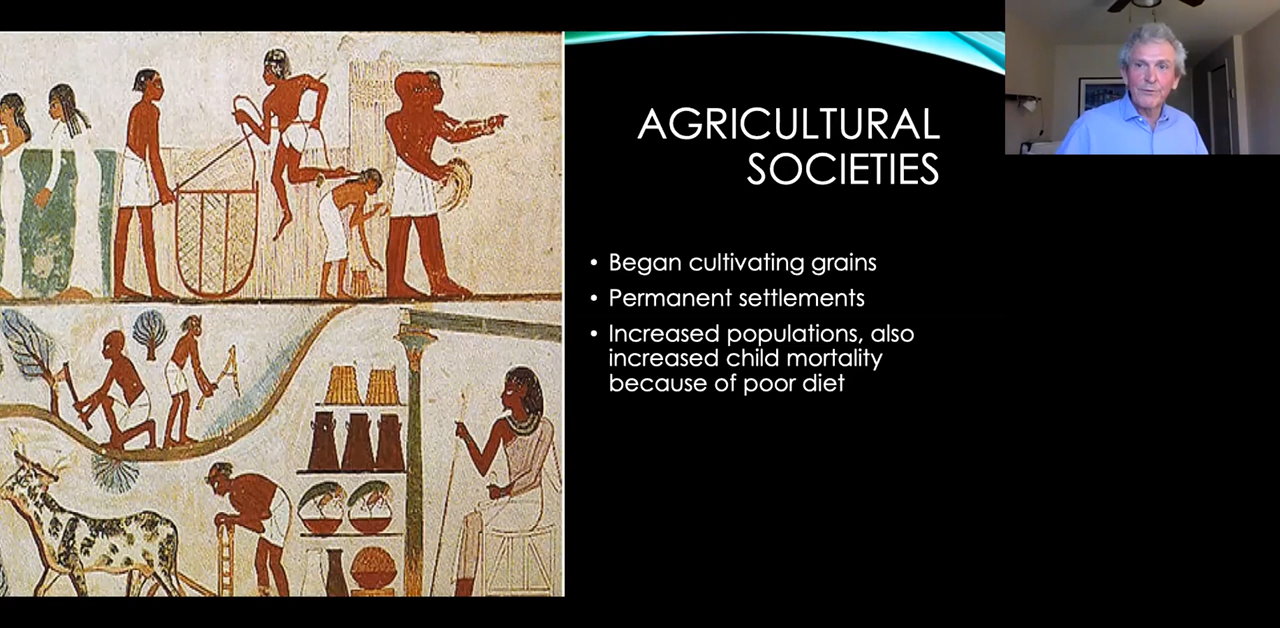 AGRICULTURAL
SOCIETIES
• Began cultivating grains
• Permanent settlements
• Increased populations, also
increased child mortality
because of poor diet